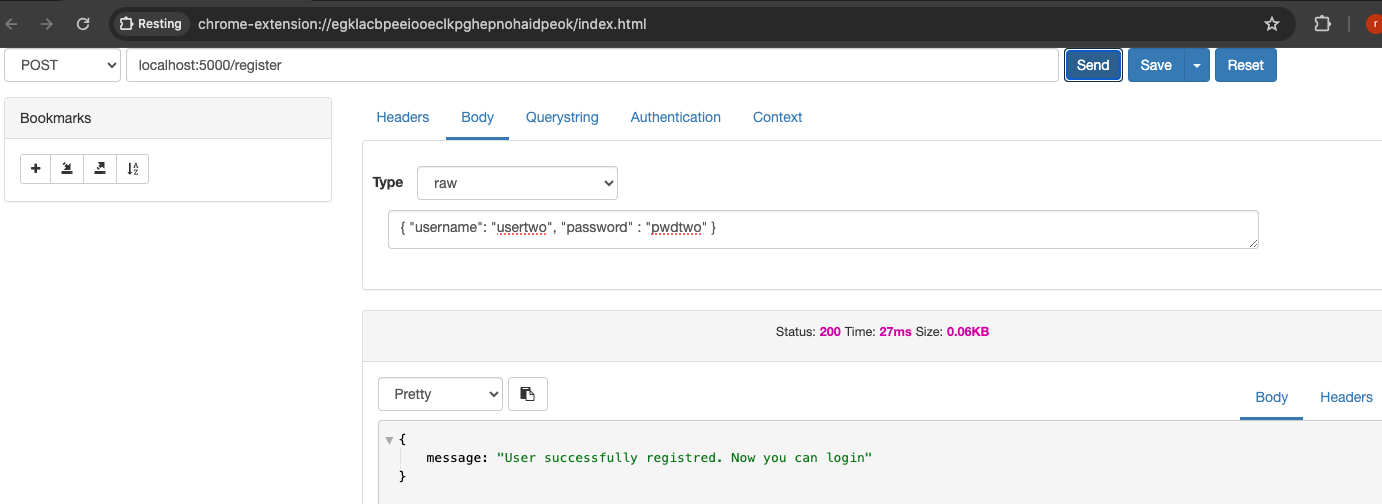 Resting chrome-extension://egklacbpeeiooeclkpghepnohaidpeok/index.html r
POST localhost:5000/register Send Save Reset
Bookmarks
Headers Body Querystring Authentication Context
Type raw
{ "username": "usertwo", "password" : "pwdtwo" }
Status: 200 Time: 27ms Size: 0.06KB
Pretty
Body Headers
{
message: "User successfully registred. Now you can login"
}